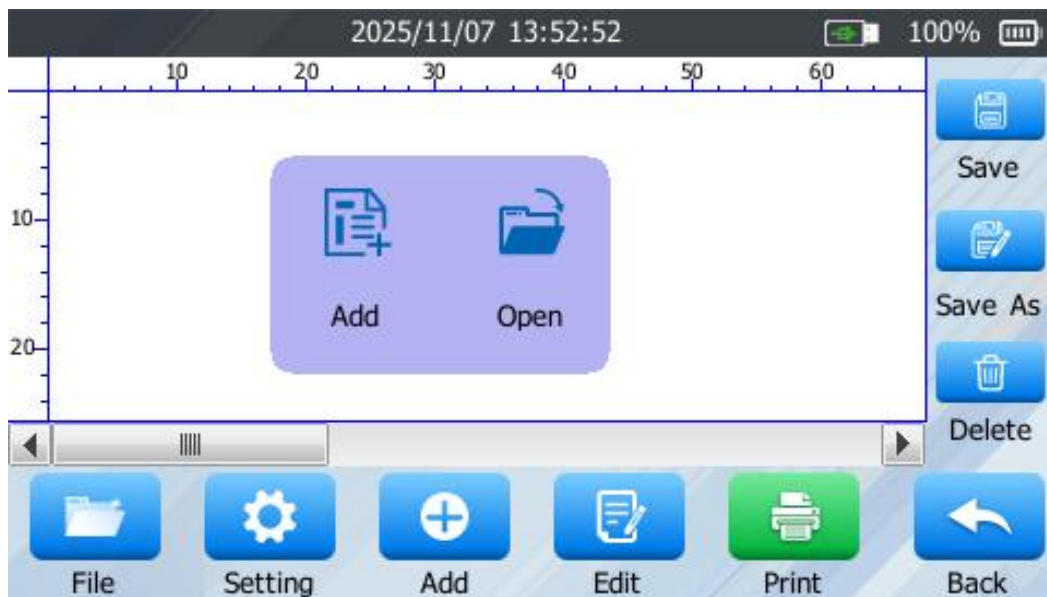 2025/11/07 13:52:52 100%
10 20 30 40 50 60
Save
10
Save As
Add Open
20
Delete
File Setting Add Edit Print Back